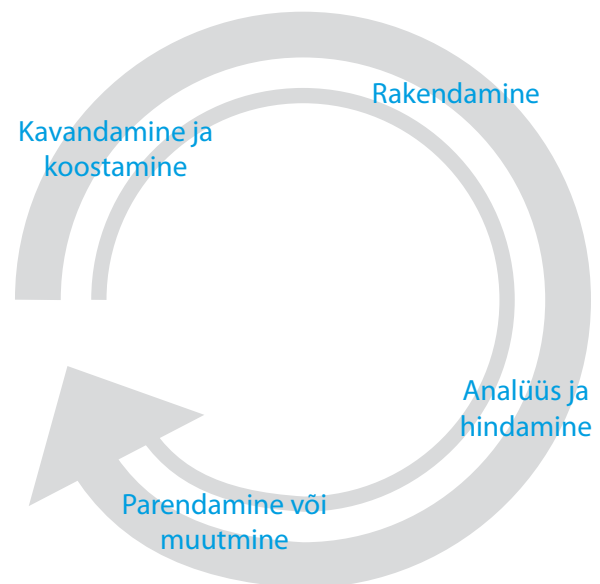 Kavandamine ja
koostamine
Rakendamine
Analüüs ja
hindamine
Parendamine või
muutmine